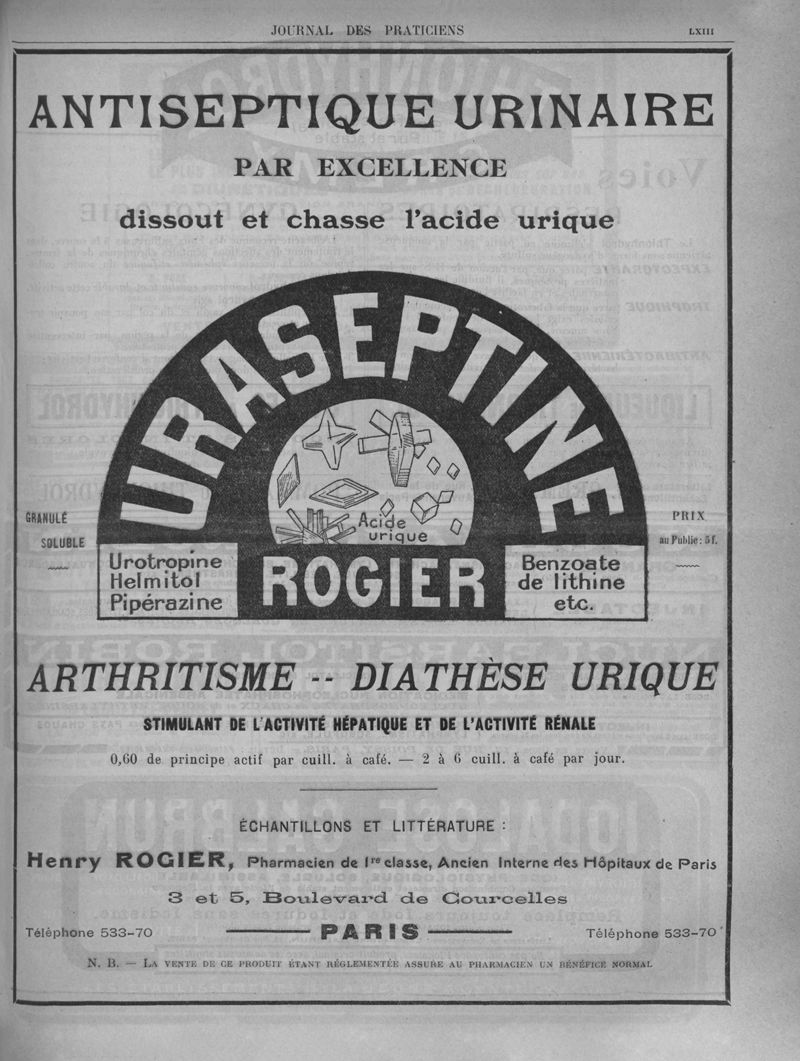 JOURNAL DES PRATICIENS
LXIII
ANTISEPTIQUE URINAIRE
PAR EXCELLENCE
dissout et chasse l'acide urique
URASEPTINE
Acide
urique
GRANULÉ
SOLUBLE
PRIX
au Public: 5 f.
Urotropine
Helmitol
Pipérazine
ROGIER
Benzoate
de lithine
etc.
ARTHRITISME -- DIATHÈSE URIQUE
STIMULANT DE L'ACTIVITÉ HÉPATIQUE ET DE L'ACTIVITÉ RÉNALE
0,60 de principe actif par cuill. à café. — 2 à 6 cuill. à café par jour.
ÉCHANTILLONS ET LITTÉRATURE :
Henry ROGIER, Pharmacien de 1re classe, Ancien Interne des Hôpitaux de Paris
3 et 5, Boulevard de Courcelles
Téléphone 533-70 PARIS Téléphone 533-70
N. B. — LA VENTE DE CE PRODUIT ÉTANT RÉGLEMENTÉE ASSURE AU PHARMACIEN UN BÉNÉFICE NORMAL